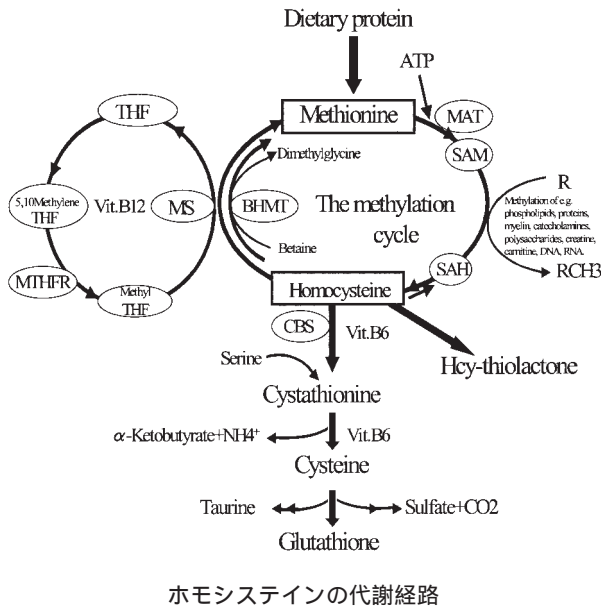 Dietary protein
ATP
THF
Methionine
MAT
Dimethylglycine
SAM
5,10Methylene
THF
Vit.B12
MS
BHMT
The methylation
cycle
R
Methylation of e.g.
phospholipids, proteins,
myelin, catecholamines,
polysaccharides, creatine,
carnitine, DNA, RNA.
RCH3
Betaine
MTHFR
Methyl
THF
SAH
Homocysteine
CBS
Vit.B6
Serine
Hcy-thiolactone
Cystathionine
α-Ketobutyrate+NH4⁺
Vit.B6
Cysteine
Taurine
Sulfate+CO2
Glutathione
ホモシステインの代謝経路